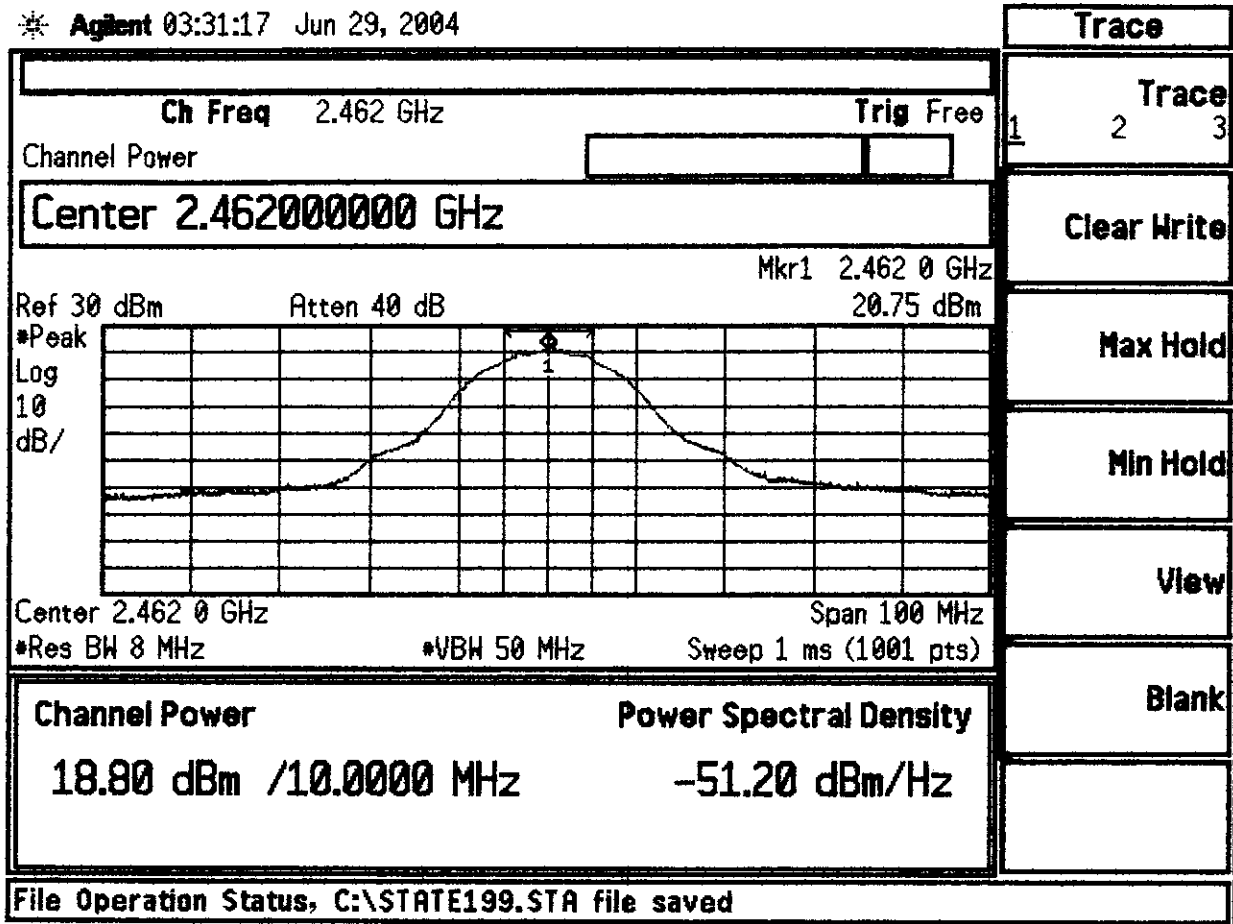 Agilent 03:31:17 Jun 29, 2004
Trace
Ch Freq 2.462 GHz
Trig Free
Trace
1 2 3
Channel Power
Center 2.462000000 GHz
Clear Write
Mkr1 2.462 0 GHz
Ref 30 dBm Atten 40 dB 20.75 dBm
*Peak
Log
10
dB/
1
Max Hold
Min Hold
View
Center 2.462 0 GHz Span 100 MHz
*Res BW 8 MHz *VBW 50 MHz Sweep 1 ms (1001 pts)
Channel Power
Power Spectral Density
Blank
18.80 dBm /10.0000 MHz
-51.20 dBm/Hz
File Operation Status, C:\STATE199.STA file saved